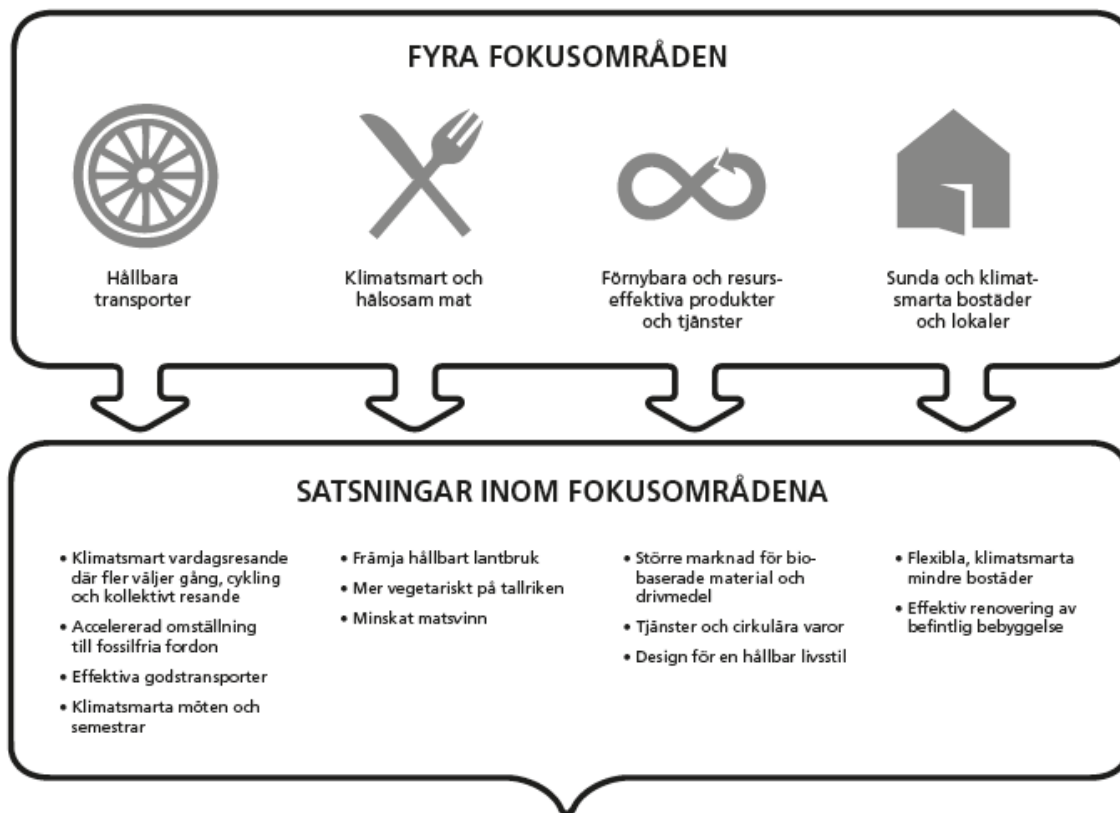 FYRA FOKUSOMRÅDEN
Hållbara
transporter
Klimatsmart och
hälsosam mat
Förnybara och resurs-
effektiva produkter
och tjänster
Sunda och klimat-
smarta bostäder
och lokaler
SATSNINGAR INOM FOKUSOMRÅDENA
• Klimatsmart vardagsresande
där fler väljer gång, cykling
och kollektivt resande
• Accelererad omställning
till fossilfria fordon
• Effektiva godstransporter
• Klimatsmarta möten och
semestrar
• Främja hållbart lantbruk
• Mer vegetariskt på tallriken
• Minskat matsvinn
• Större marknad för bio-
baserade material och
drivmedel
• Tjänster och cirkulära varor
• Design för en hållbar livsstil
• Flexibla, klimatsmarta
mindre bostäder
• Effektiv renovering av
befintlig bebyggelse